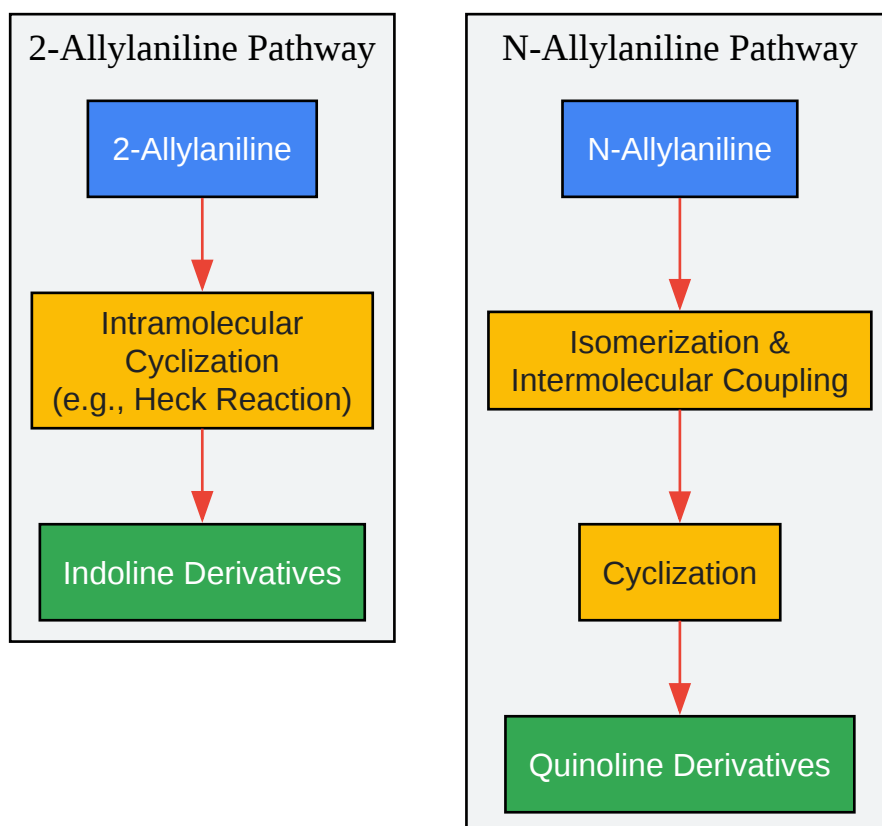 2-Allylaniline Pathway
2-Allylaniline
Intramolecular
Cyclization
(e.g., Heck Reaction)
Indoline Derivatives
N-Allylaniline Pathway
N-Allylaniline
Isomerization &
Intermolecular Coupling
Cyclization
Quinoline Derivatives